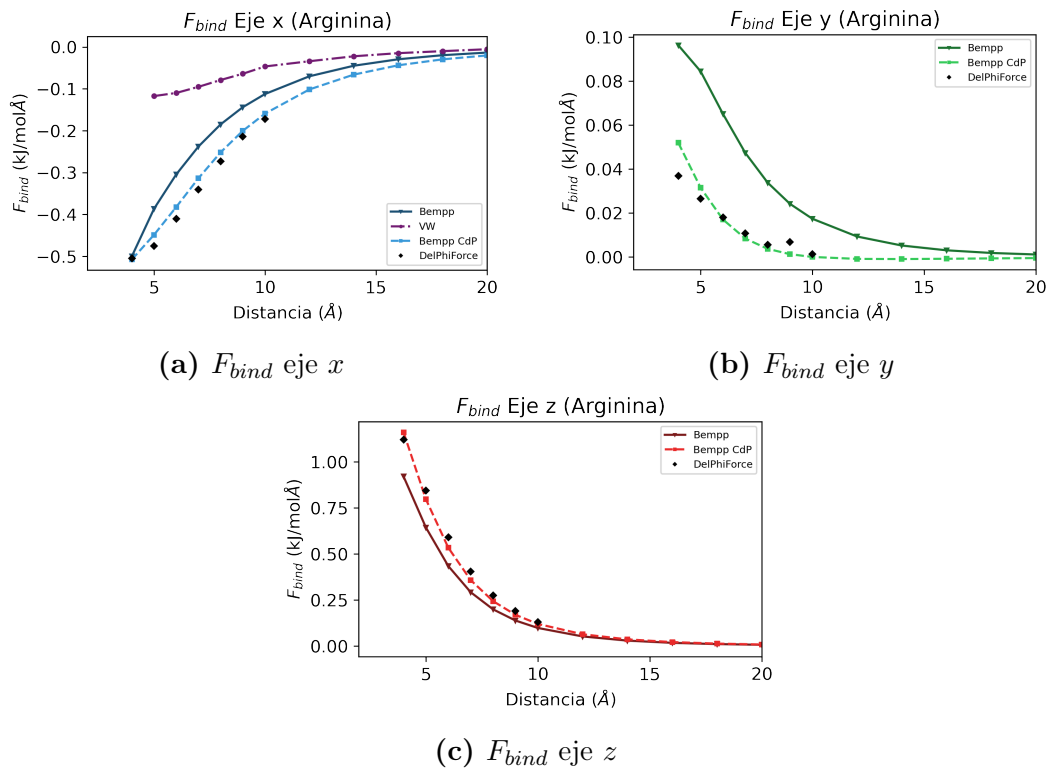 F_bind Eje x (Arginina)
0.0
−0.1
−0.2
−0.3
−0.4
−0.5
F_bind (kJ/molÅ)
Bempp
VW
Bempp CdP
DelPhiForce
5 10 15 20
Distancia (Å)
(a) F_bind eje x
F_bind Eje y (Arginina)
0.10
0.08
0.06
0.04
0.02
0.00
F_bind (kJ/molÅ)
Bempp
Bempp CdP
DelPhiForce
5 10 15 20
Distancia (Å)
(b) F_bind eje y
F_bind Eje z (Arginina)
1.00
0.75
0.50
0.25
0.00
F_bind (kJ/molÅ)
Bempp
Bempp CdP
DelPhiForce
5 10 15 20
Distancia (Å)
(c) F_bind eje z